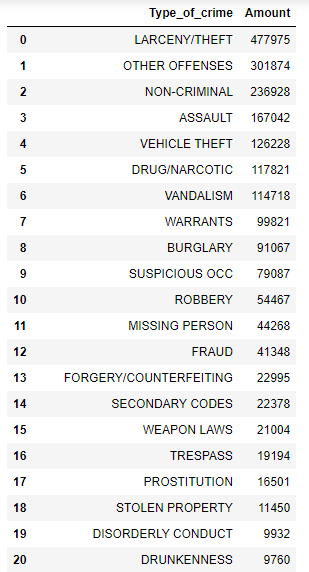 Type_of_crime Amount
0 LARCENY/THEFT 477975
1 OTHER OFFENSES 301874
2 NON-CRIMINAL 236928
3 ASSAULT 167042
4 VEHICLE THEFT 126228
5 DRUG/NARCOTIC 117821
6 VANDALISM 114718
7 WARRANTS 99821
8 BURGLARY 91067
9 SUSPICIOUS OCC 79087
10 ROBBERY 54467
11 MISSING PERSON 44268
12 FRAUD 41348
13 FORGERY/COUNTERFEITING 22995
14 SECONDARY CODES 22378
15 WEAPON LAWS 21004
16 TRESPASS 19194
17 PROSTITUTION 16501
18 STOLEN PROPERTY 11450
19 DISORDERLY CONDUCT 9932
20 DRUNKENNESS 9760